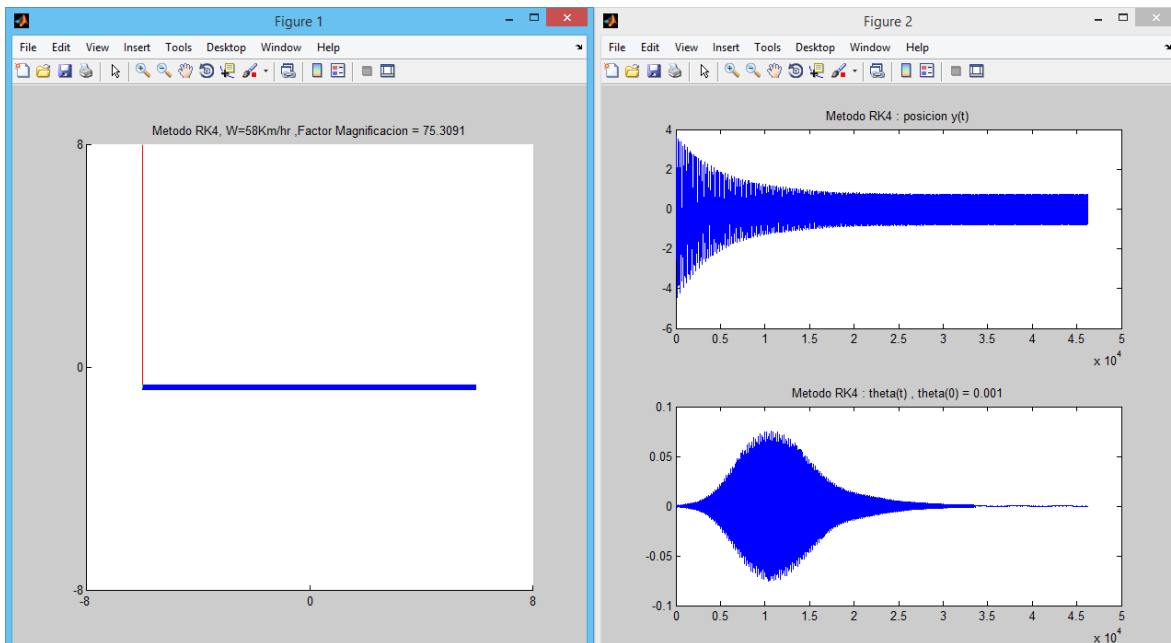 Figure 1
File Edit View Insert Tools Desktop Window Help
Metodo RK4, W=58Km/hr ,Factor Magnificacion = 75.3091
8
0
-8
-8 0 8
Figure 2
File Edit View Insert Tools Desktop Window Help
Metodo RK4 : posicion y(t)
4
2
0
-2
-4
-6
0 0.5 1 1.5 2 2.5 3 3.5 4 4.5 5
x 10^4
Metodo RK4 : theta(t) , theta(0) = 0.001
0.1
0.05
0
-0.05
-0.1
0 0.5 1 1.5 2 2.5 3 3.5 4 4.5 5
x 10^4